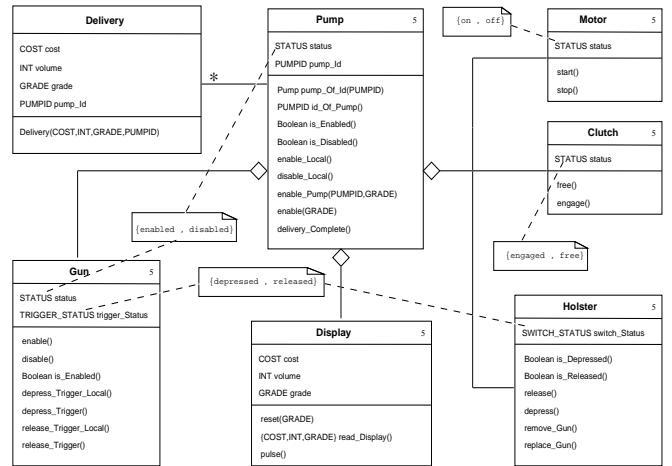 Delivery
COST cost
INT volume
GRADE grade
PUMPID pump_Id
Delivery(COST,INT,GRADE,PUMPID)
*
Pump 5
STATUS status
PUMPID pump_Id
Pump pump_Of_Id(PUMPID)
PUMPID id_Of_Pump()
Boolean is_Enabled()
Boolean is_Disabled()
enable_Local()
disable_Local()
enable_Pump(PUMPID,GRADE)
enable(GRADE)
delivery_Complete()
{on , off}
Motor 5
STATUS status
start()
stop()
Clutch 5
STATUS status
free()
engage()
{enabled , disabled}
{engaged , free}
Gun 5
STATUS status
TRIGGER_STATUS trigger_Status
enable()
disable()
Boolean is_Enabled()
depress_Trigger_Local()
depress_Trigger()
release_Trigger_Local()
release_Trigger()
{depressed , released}
Display 5
COST cost
INT volume
GRADE grade
reset(GRADE)
{COST,INT,GRADE} read_Display()
pulse()
Holster 5
SWITCH_STATUS switch_Status
Boolean is_Depressed()
Boolean is_Released()
release()
depress()
remove_Gun()
replace_Gun()